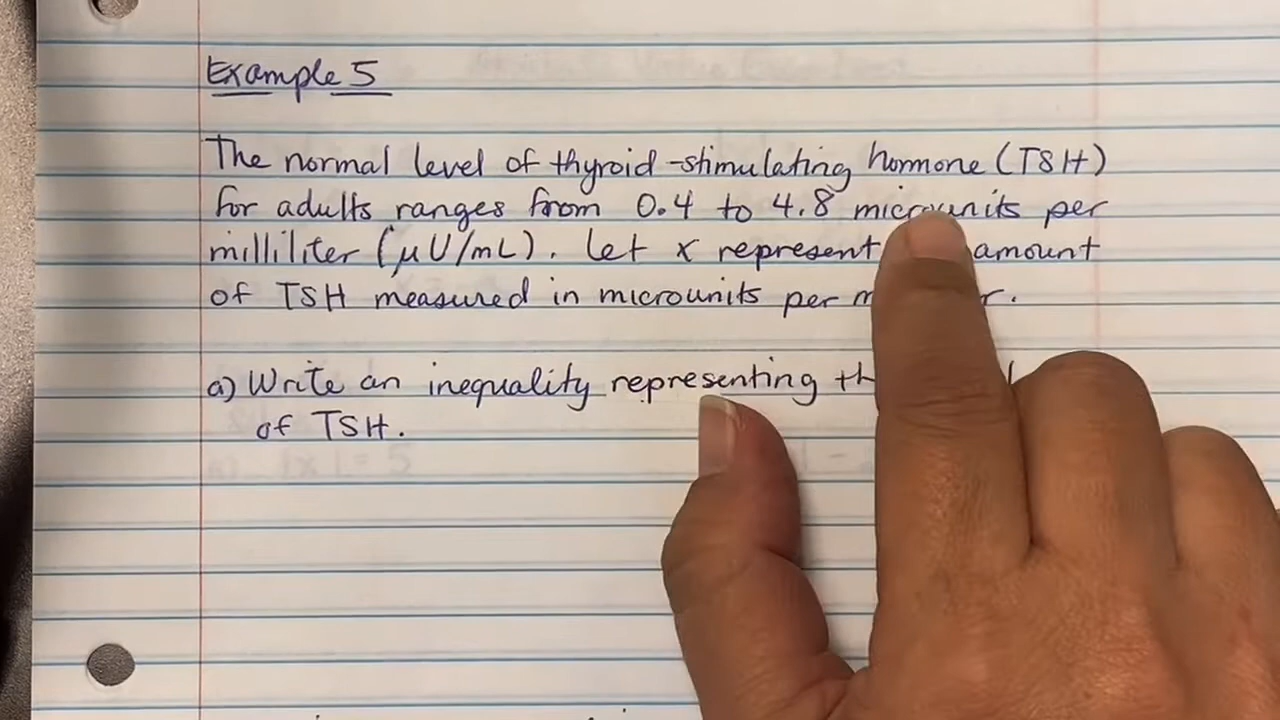 Example 5
The normal level of thyroid-stimulating hormone (TSH)
for adults ranges from 0.4 to 4.8 microunits per
milliliter (μU/mL). Let x represent amount
of TSH measured in microunits per
a) Write an inequality representing
of TSH.